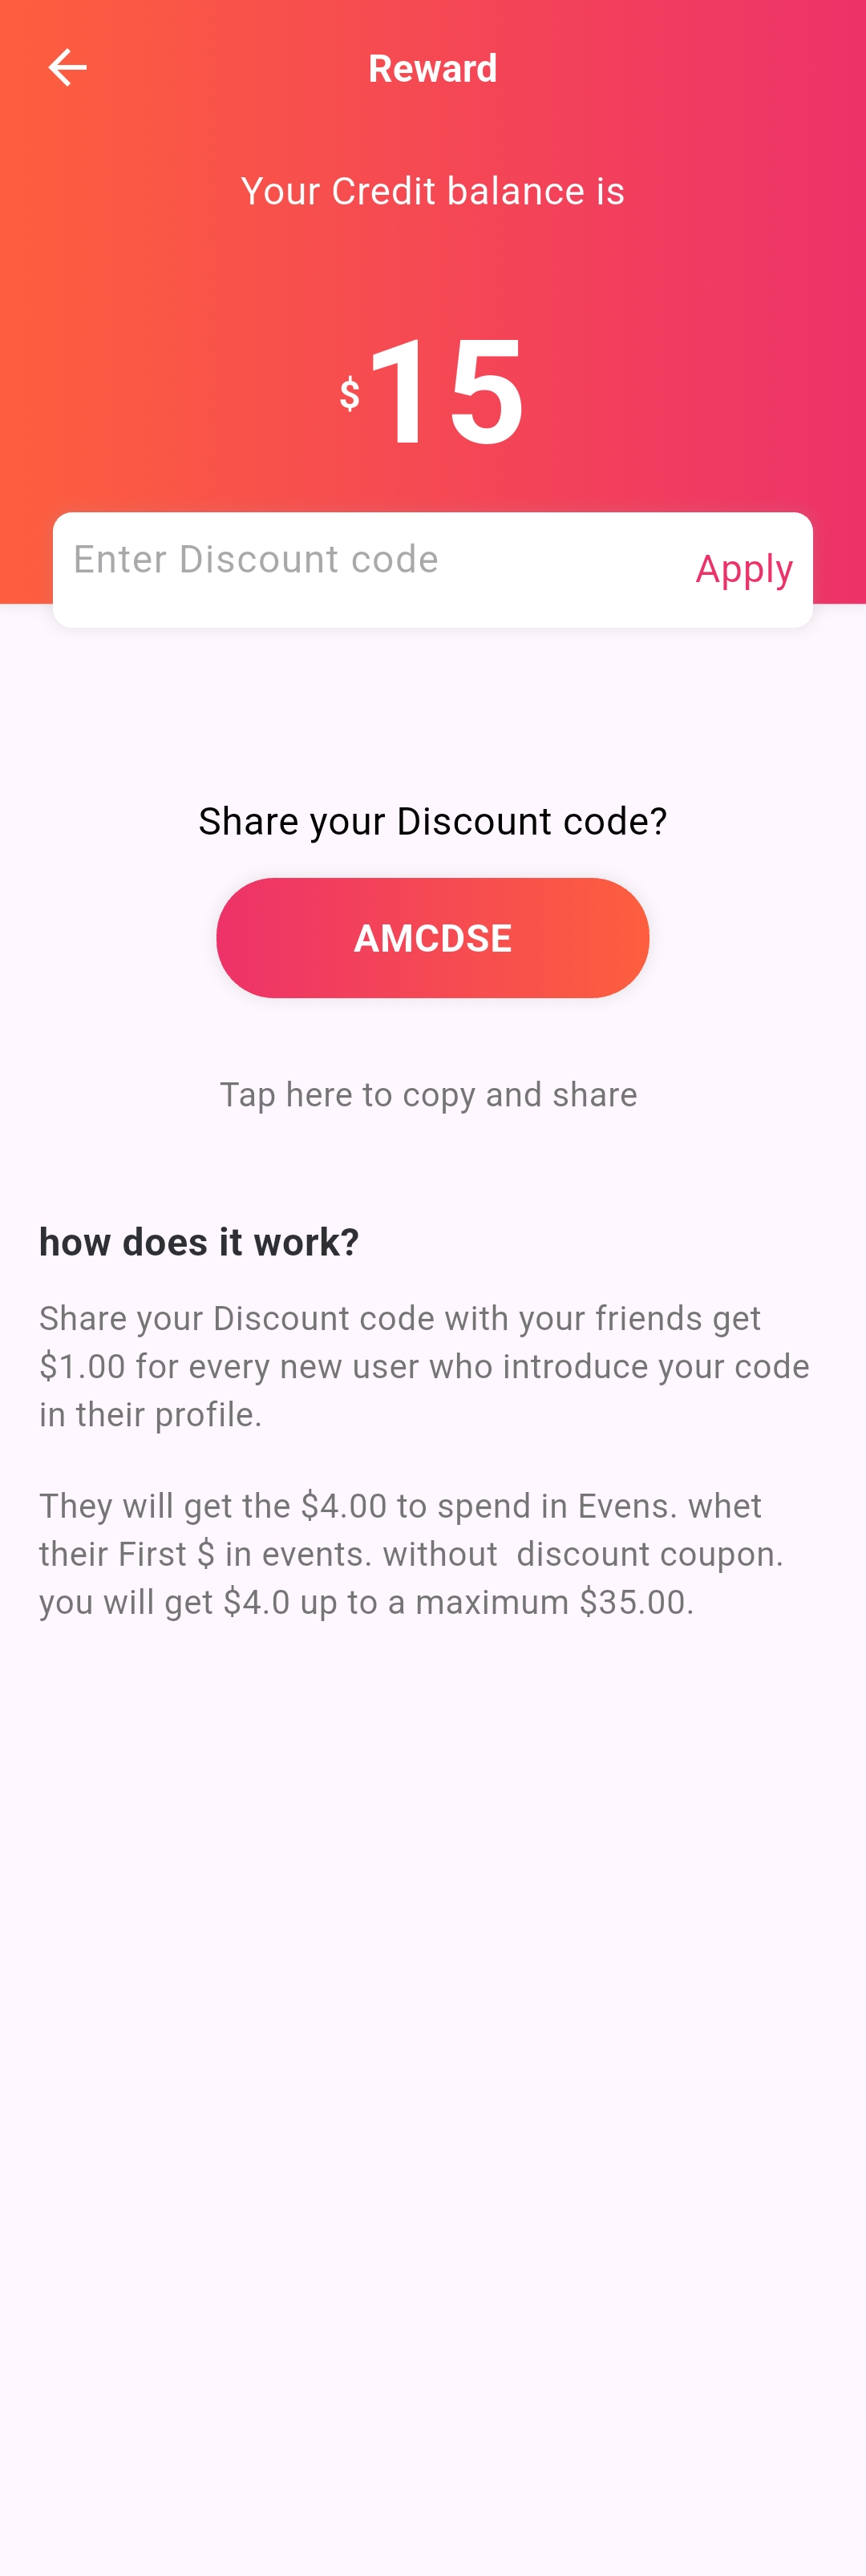 Reward
Your Credit balance is
$15
Enter Discount code
Apply
Share your Discount code?
AMCDSE
Tap here to copy and share
how does it work?
Share your Discount code with your friends get
$1.00 for every new user who introduce your code
in their profile.
They will get the $4.00 to spend in Evens. whet
their First $ in events. without  discount coupon.
you will get $4.0 up to a maximum $35.00.